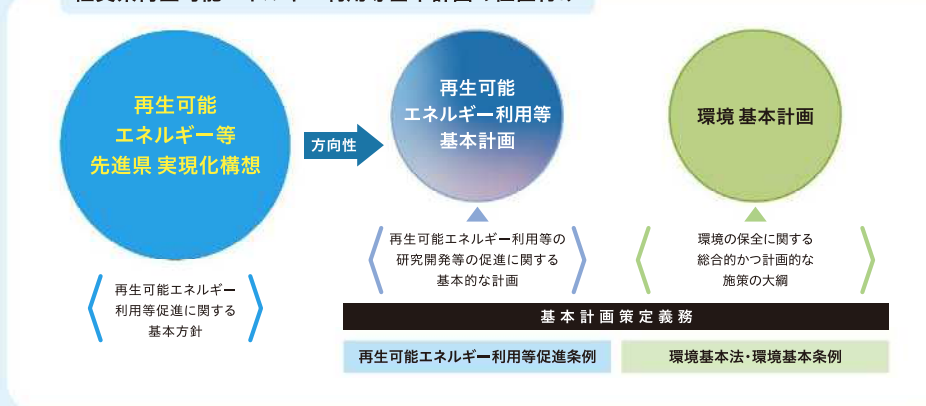 再生可能
エネルギー等
先進県 実現化構想
方向性
再生可能
エネルギー利用等
基本計画
環境 基本計画
再生可能エネルギー
利用等促進に関する
基本方針
再生可能エネルギー利用等の
研究開発等の促進に関する
基本的な計画
環境の保全に関する
総合的かつ計画的な
施策の大綱
基本計画策定義務
再生可能エネルギー利用等促進条例
環境基本法・環境基本条例